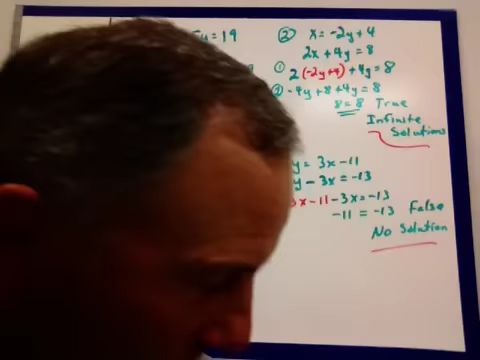 = 19
② x = -2y + 4
2x + 4y = 8
① 2(-2y+4) + 4y = 8
② -4y + 8 + 4y = 8
8 = 8 True
Infinite
Solutions
y = 3x - 11
y - 3x = -13
x - 11 - 3x = -13
-11 = -13 False
No Solution